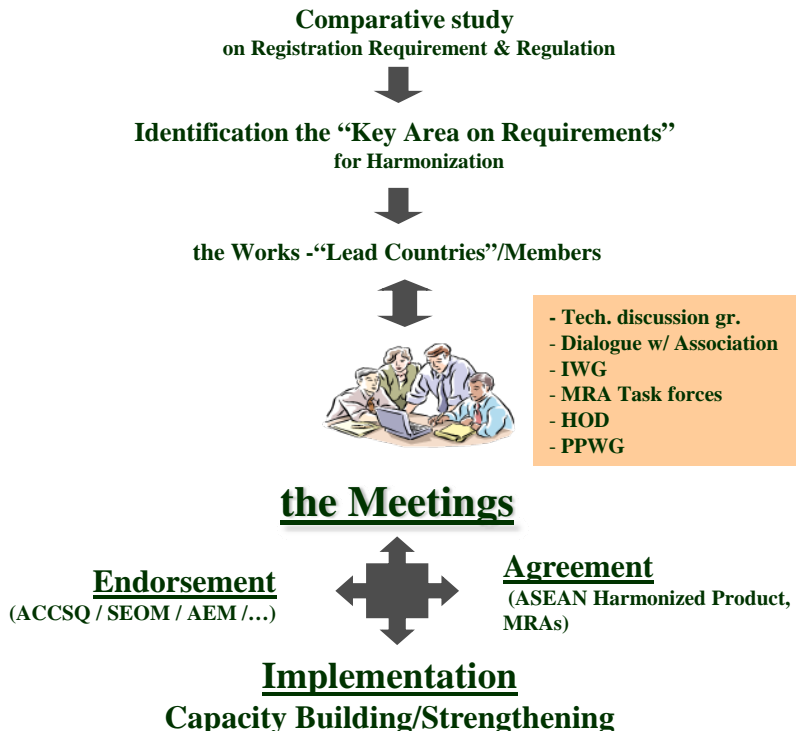 Comparative study
on Registration Requirement & Regulation
Identification the “Key Area on Requirements”
for Harmonization
the Works -“Lead Countries”/Members
- Tech. discussion gr.
- Dialogue w/ Association
- IWG
- MRA Task forces
- HOD
- PPWG
the Meetings
Endorsement
(ACCSQ / SEOM / AEM /…)
Agreement
(ASEAN Harmonized Product,
MRAs)
Implementation
Capacity Building/Strengthening